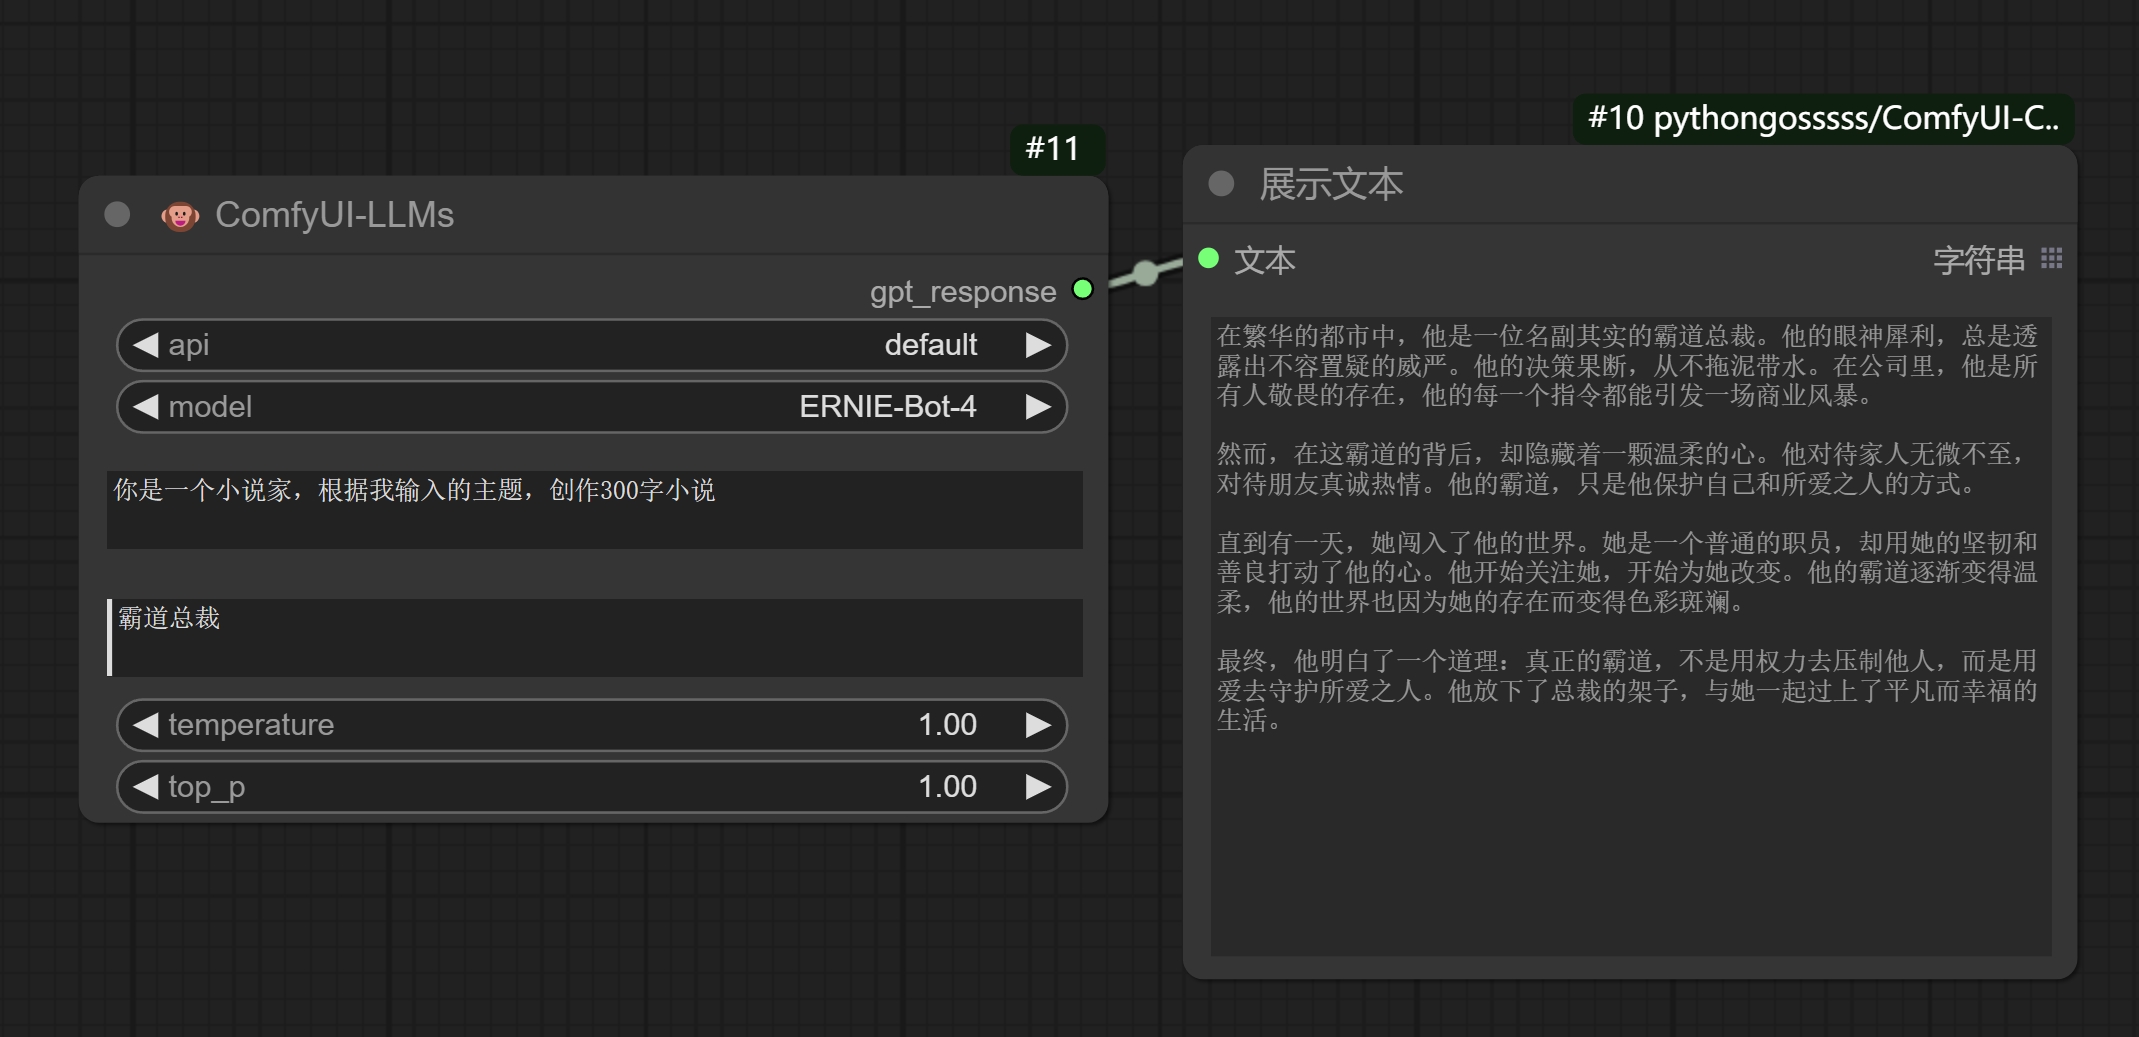 #11
🐵 ComfyUI-LLMs
gpt_response
api default
model ERNIE-Bot-4
你是一个小说家，根据我输入的主题，创作300字小说
霸道总裁
temperature 1.00
top_p 1.00
#10 pythongosssss/ComfyUI-C..
展示文本
文本 字符串
在繁华的都市中，他是一位名副其实的霸道总裁。他的眼神犀利，总是透
露出不容置疑的威严。他的决策果断，从不拖泥带水。在公司里，他是所
有人敬畏的存在，他的每一个指令都能引发一场商业风暴。
然而，在这霸道的背后，却隐藏着一颗温柔的心。他对待家人无微不至，
对待朋友真诚热情。他的霸道，只是他保护自己和所爱之人的方式。
直到有一天，她闯入了他的世界。她是一个普通的职员，却用她的坚韧和
善良打动了他的心。他开始关注她，开始为她改变。他的霸道逐渐变得温
柔，他的世界也因为她的存在而变得色彩斑斓。
最终，他明白了一个道理：真正的霸道，不是用权力去压制他人，而是用
爱去守护所爱之人。他放下了总裁的架子，与她一起过上了平凡而幸福的
生活。